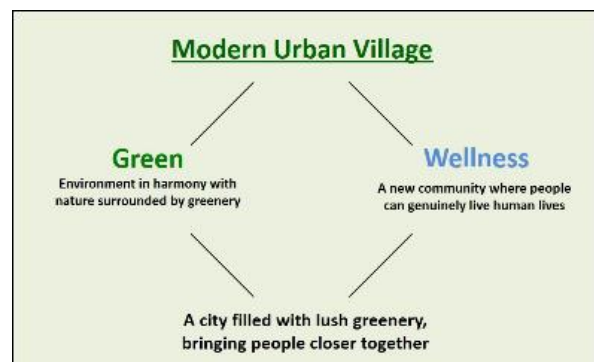 Modern Urban Village
Green
Environment in harmony with
nature surrounded by greenery
Wellness
A new community where people
can genuinely live human lives
A city filled with lush greenery,
bringing people closer together